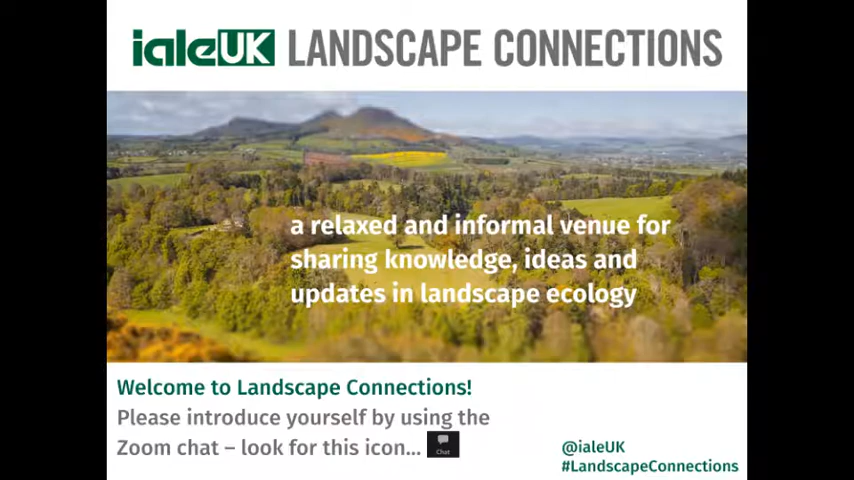 ialeUK LANDSCAPE CONNECTIONS
a relaxed and informal venue for
sharing knowledge, ideas and
updates in landscape ecology
Welcome to Landscape Connections!
Please introduce yourself by using the
Zoom chat – look for this icon... Chat
@ialeUK
#LandscapeConnections